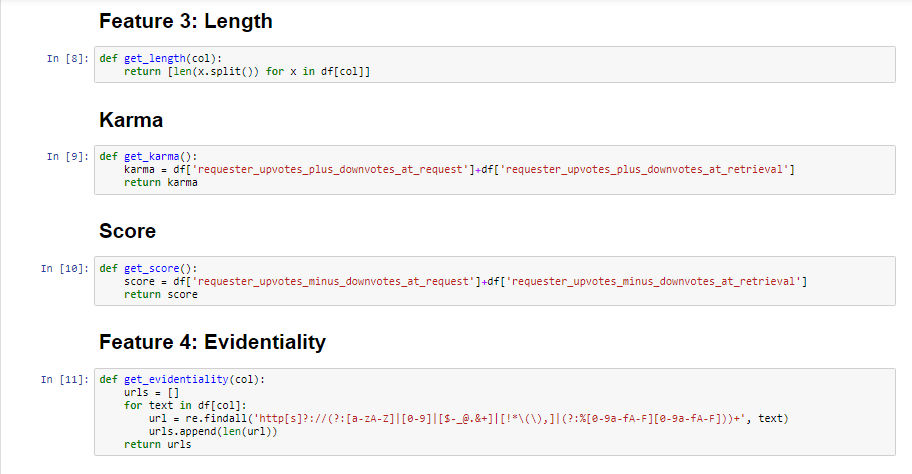 Feature 3: Length
In [8]: def get_length(col):
    return [len(x.split()) for x in df[col]]
Karma
In [9]: def get_karma():
    karma = df['requester_upvotes_plus_downvotes_at_request']+df['requester_upvotes_plus_downvotes_at_retrieval']
    return karma
Score
In [10]: def get_score():
    score = df['requester_upvotes_minus_downvotes_at_request']+df['requester_upvotes_minus_downvotes_at_retrieval']
    return score
Feature 4: Evidentiality
In [11]: def get_evidentiality(col):
    urls = []
    for text in df[col]:
        url = re.findall('http[s]?://(?:[a-zA-Z]|[0-9]|[$-_@.&+]|[!*\(\),]|(?:%[0-9a-fA-F][0-9a-fA-F]))+', text)
        urls.append(len(url))
    return urls